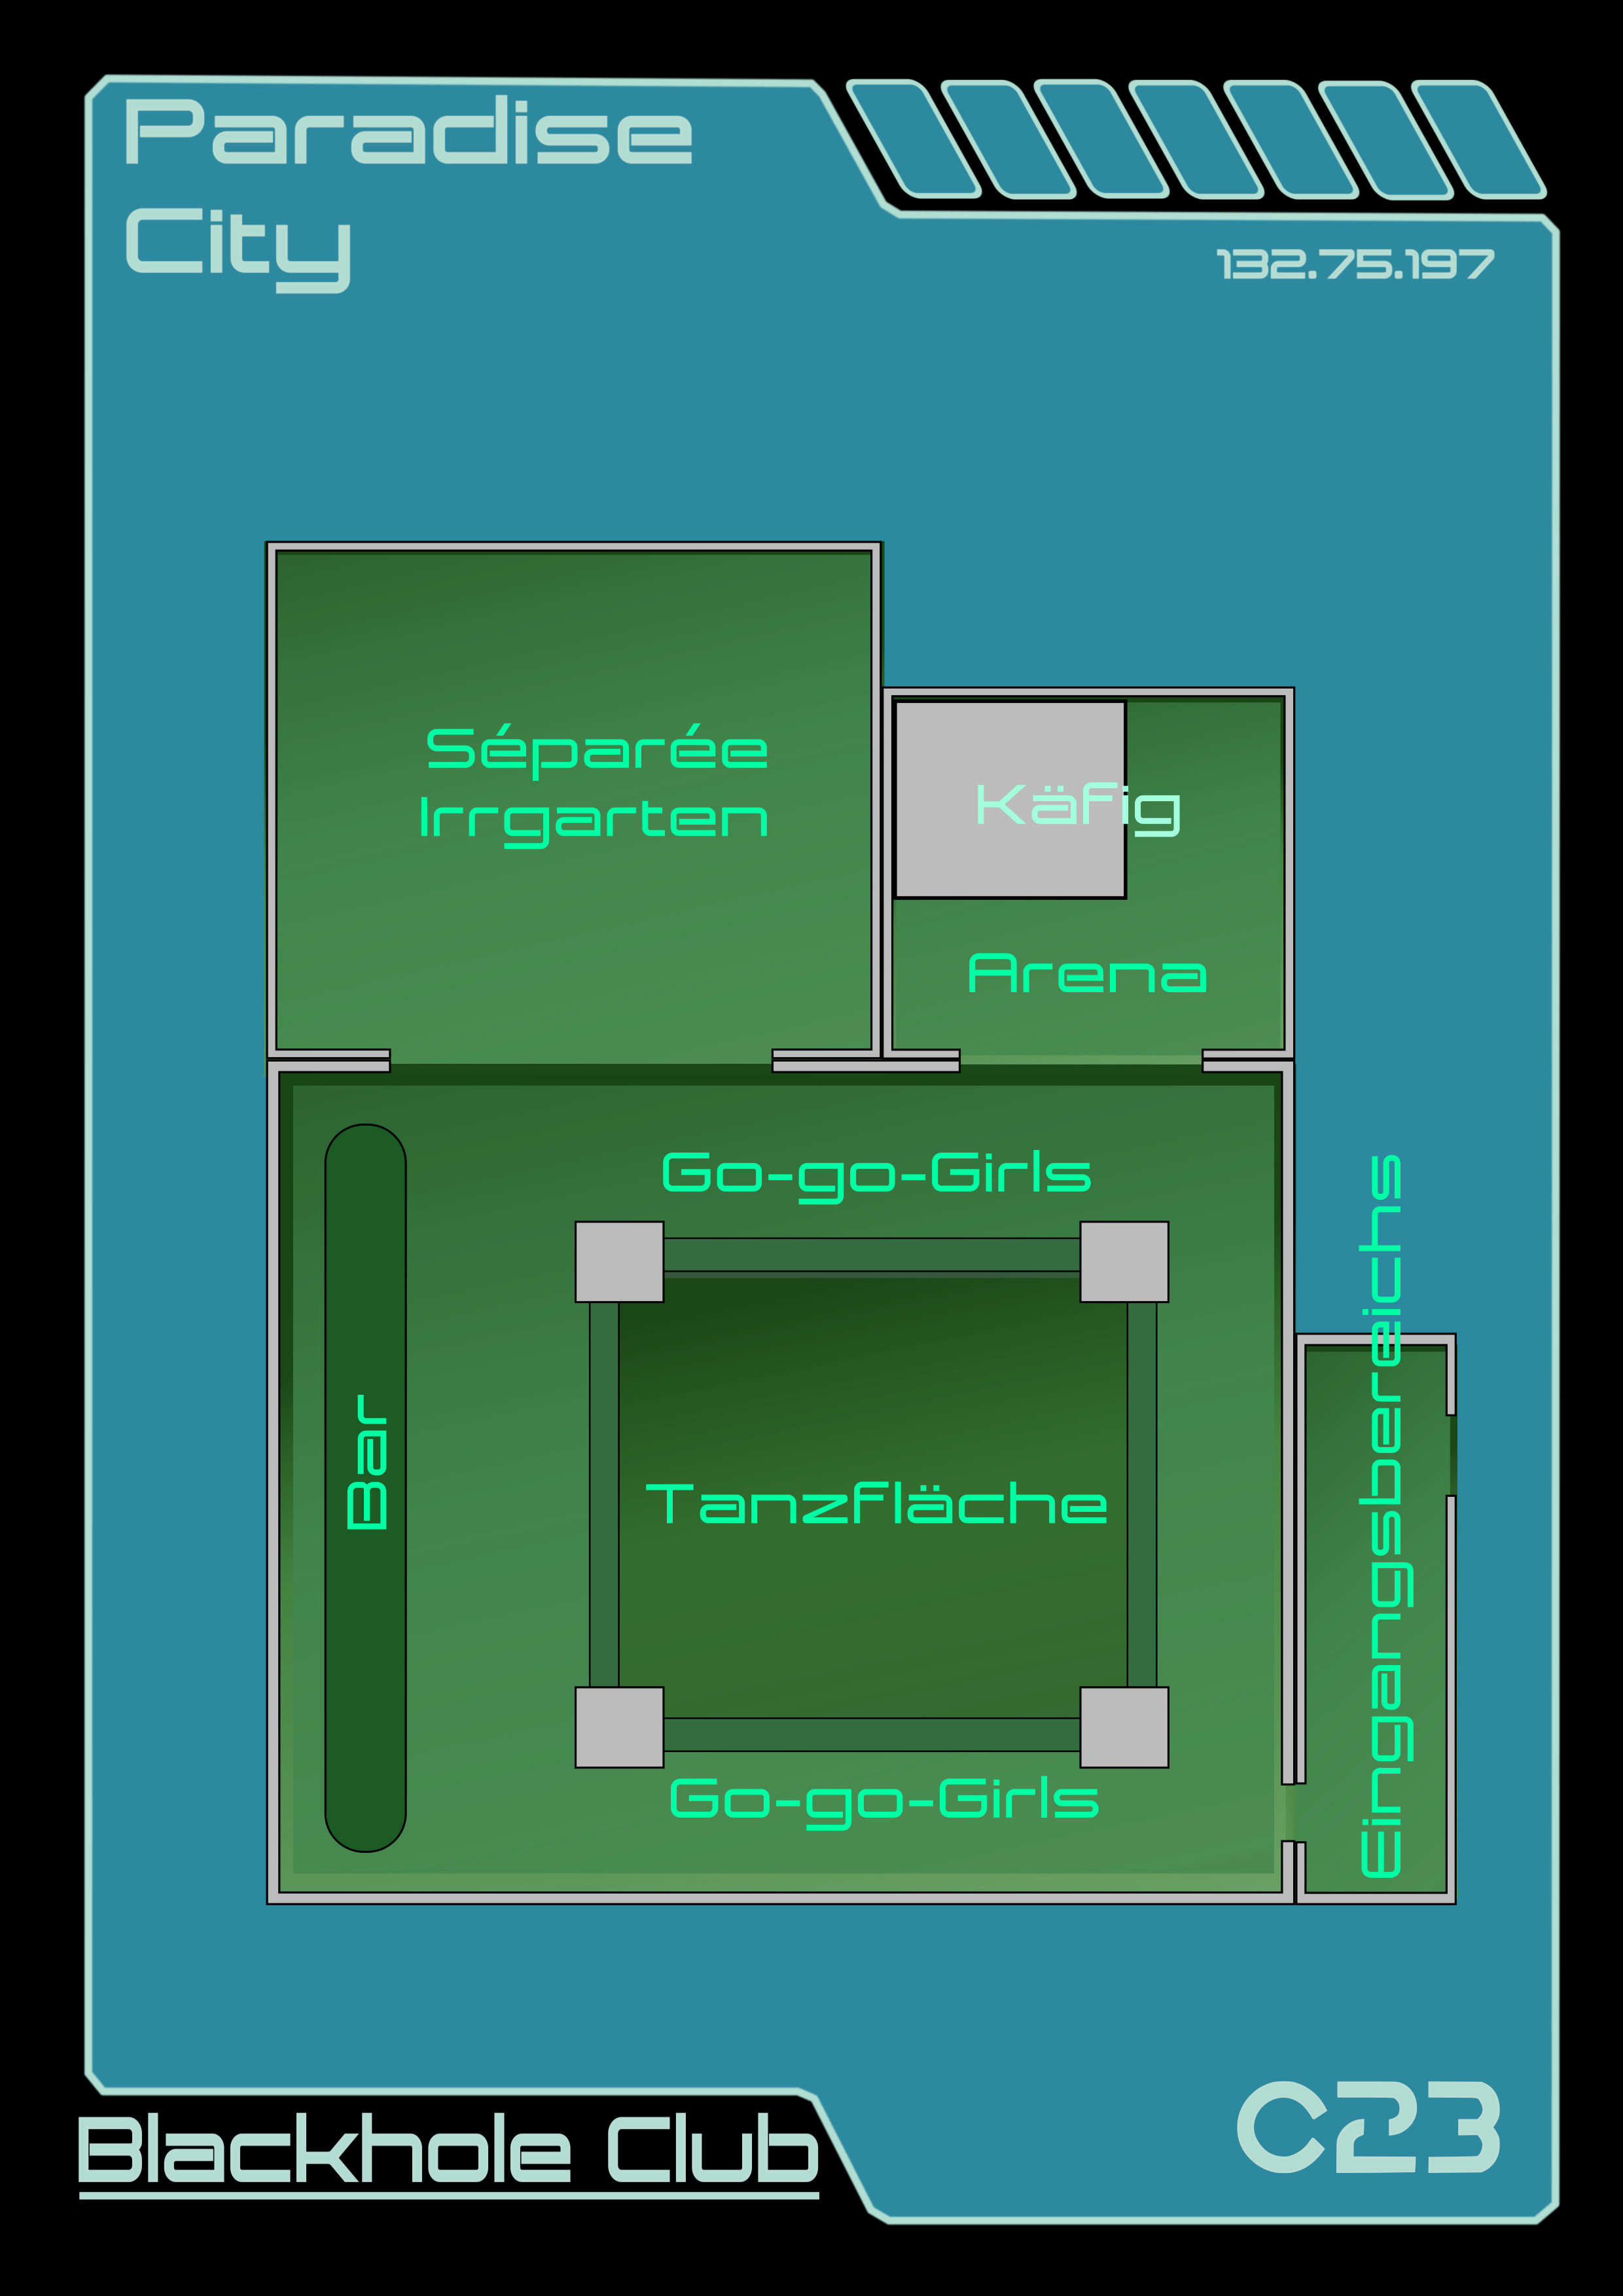 Paradise
City
132.75.197
Séparée
Irrgarten
Käfig
Arena
Go-go-Girls
Bar
Tanzfläche
Eingangsbereichs
Go-go-Girls
Blackhole Club
C23